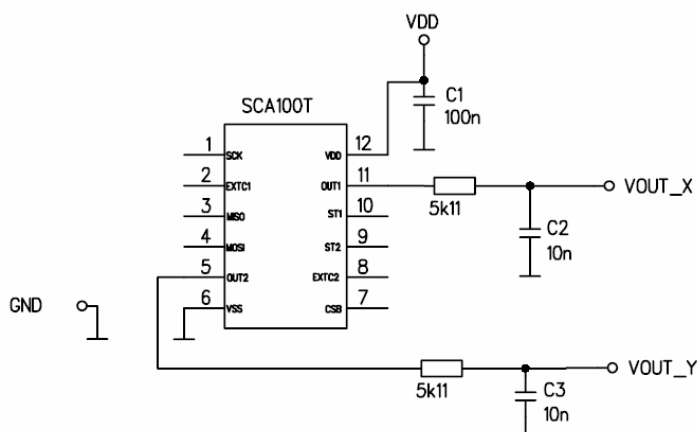 VDD
C1
100n
SCA100T
1 SCK VDD 12
2 EXTC1 OUT1 11
3 MISO ST1 10
4 MOSI ST2 9
5 OUT2 EXTC2 8
6 VSS CSB 7
5k11
VOUT_X
C2
10n
GND
5k11
VOUT_Y
C3
10n